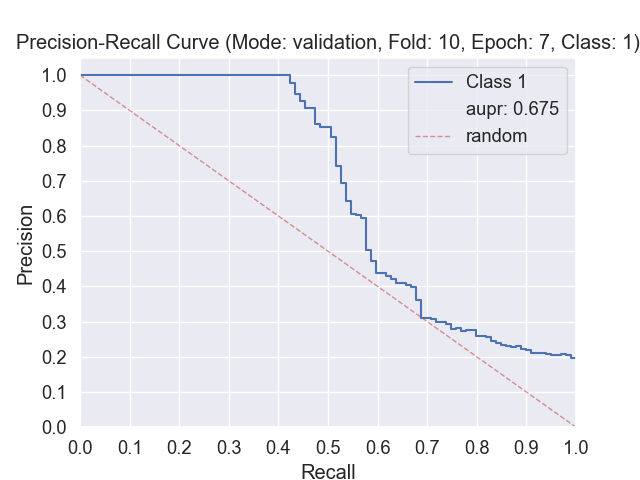 Precision-Recall Curve (Mode: validation, Fold: 10, Epoch: 7, Class: 1)
Class 1
aupr: 0.675
random
1.0
0.9
0.8
0.7
0.6
0.5
0.4
0.3
0.2
0.1
0.0
Precision
0.0 0.1 0.2 0.3 0.4 0.5 0.6 0.7 0.8 0.9 1.0
Recall